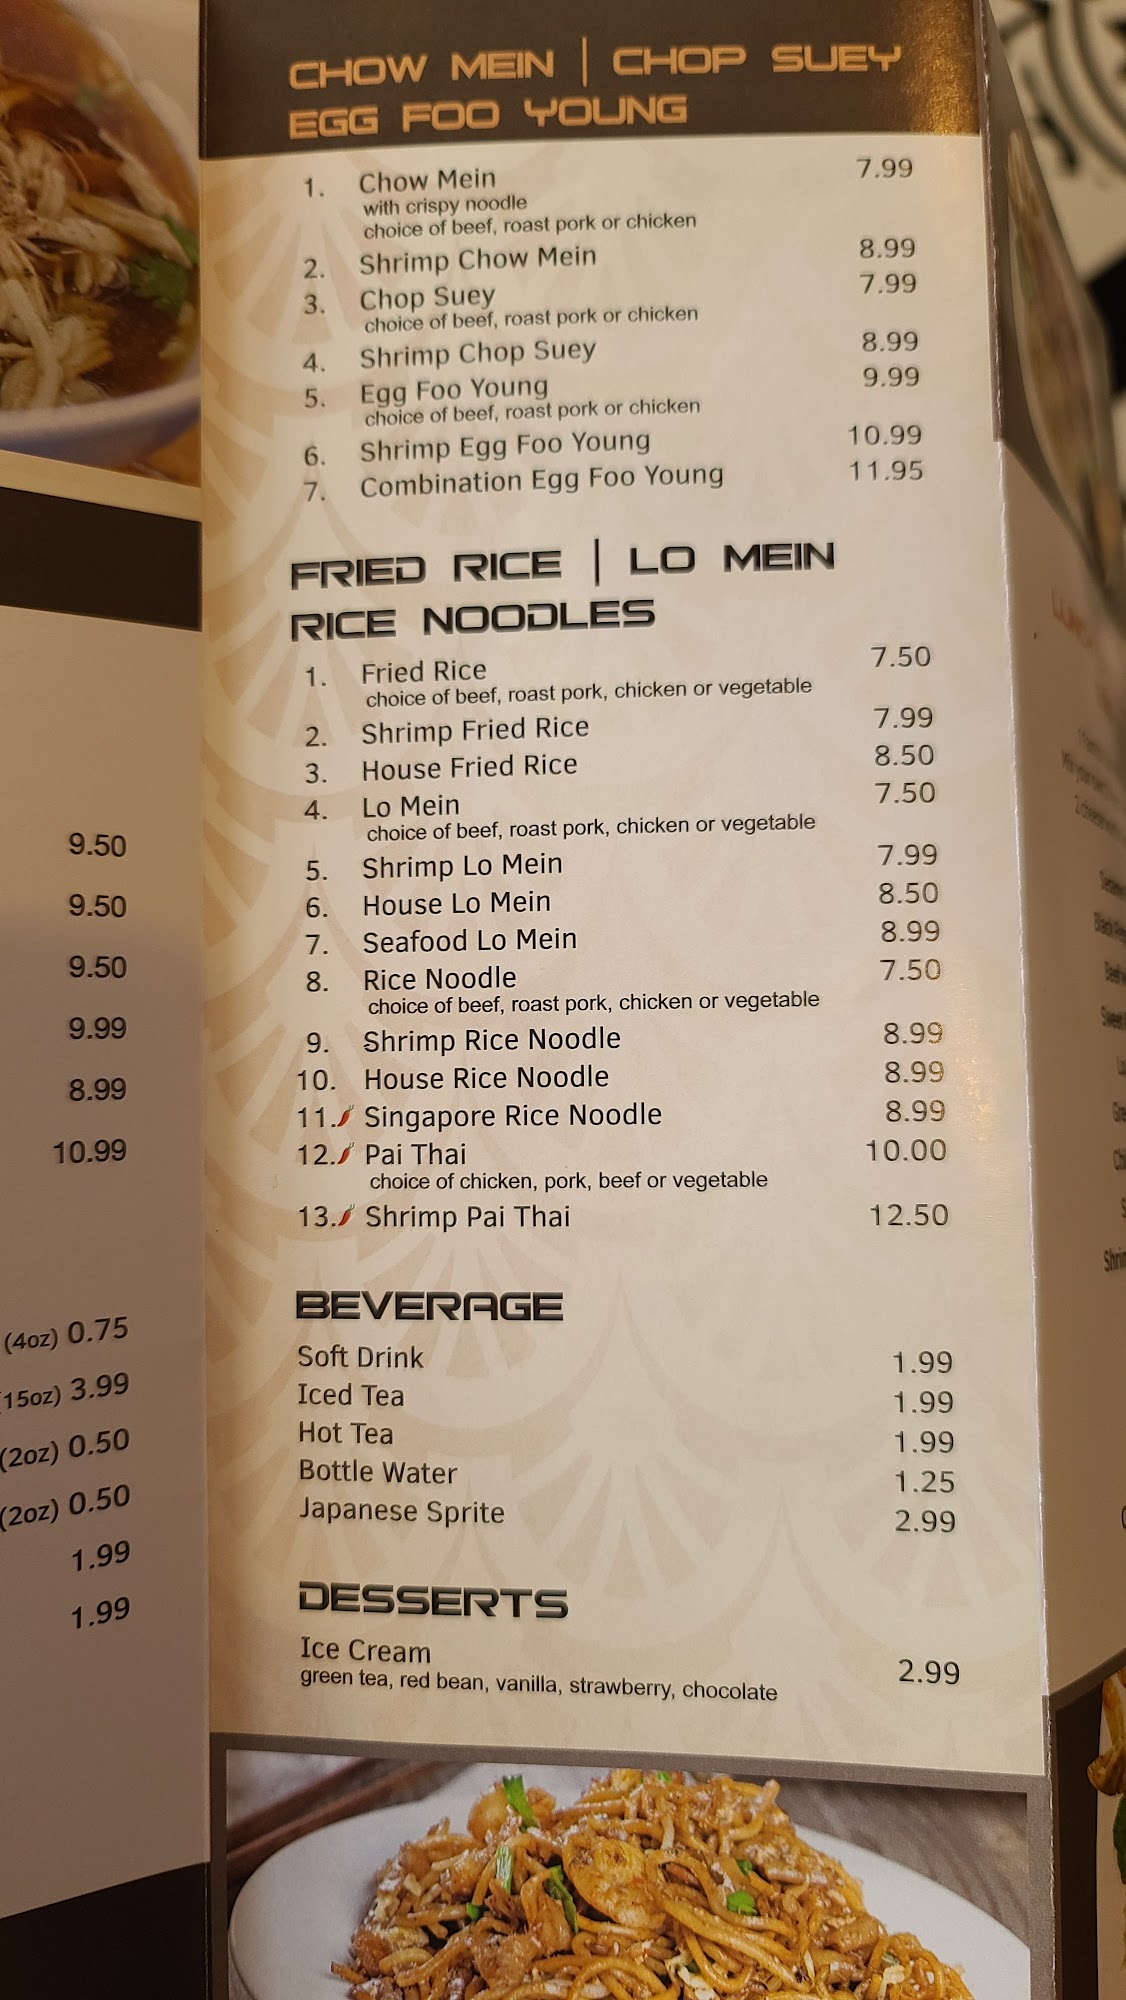 CHOW MEIN | CHOP SUEY
EGG FOO YOUNG
1. Chow Mein 7.99
with crispy noodle
choice of beef, roast pork or chicken
2. Shrimp Chow Mein 8.99
3. Chop Suey 7.99
choice of beef, roast pork or chicken
4. Shrimp Chop Suey 8.99
5. Egg Foo Young 9.99
choice of beef, roast pork or chicken
6. Shrimp Egg Foo Young 10.99
7. Combination Egg Foo Young 11.95
FRIED RICE | LO MEIN
RICE NOODLES
1. Fried Rice 7.50
choice of beef, roast pork, chicken or vegetable
2. Shrimp Fried Rice 7.99
3. House Fried Rice 8.50
4. Lo Mein 7.50
choice of beef, roast pork, chicken or vegetable
5. Shrimp Lo Mein 7.99
6. House Lo Mein 8.50
7. Seafood Lo Mein 8.99
8. Rice Noodle 7.50
choice of beef, roast pork, chicken or vegetable
9. Shrimp Rice Noodle 8.99
10. House Rice Noodle 8.99
11. Singapore Rice Noodle 8.99
12. Pai Thai 10.00
choice of chicken, pork, beef or vegetable
13. Shrimp Pai Thai 12.50
BEVERAGE
Soft Drink 1.99
Iced Tea 1.99
Hot Tea 1.99
Bottle Water 1.25
Japanese Sprite 2.99
DESSERTS
Ice Cream 2.99
green tea, red bean, vanilla, strawberry, chocolate
9.50
9.50
9.50
9.99
8.99
10.99
(4oz) 0.75
(15oz) 3.99
(2oz) 0.50
(2oz) 0.50
1.99
1.99